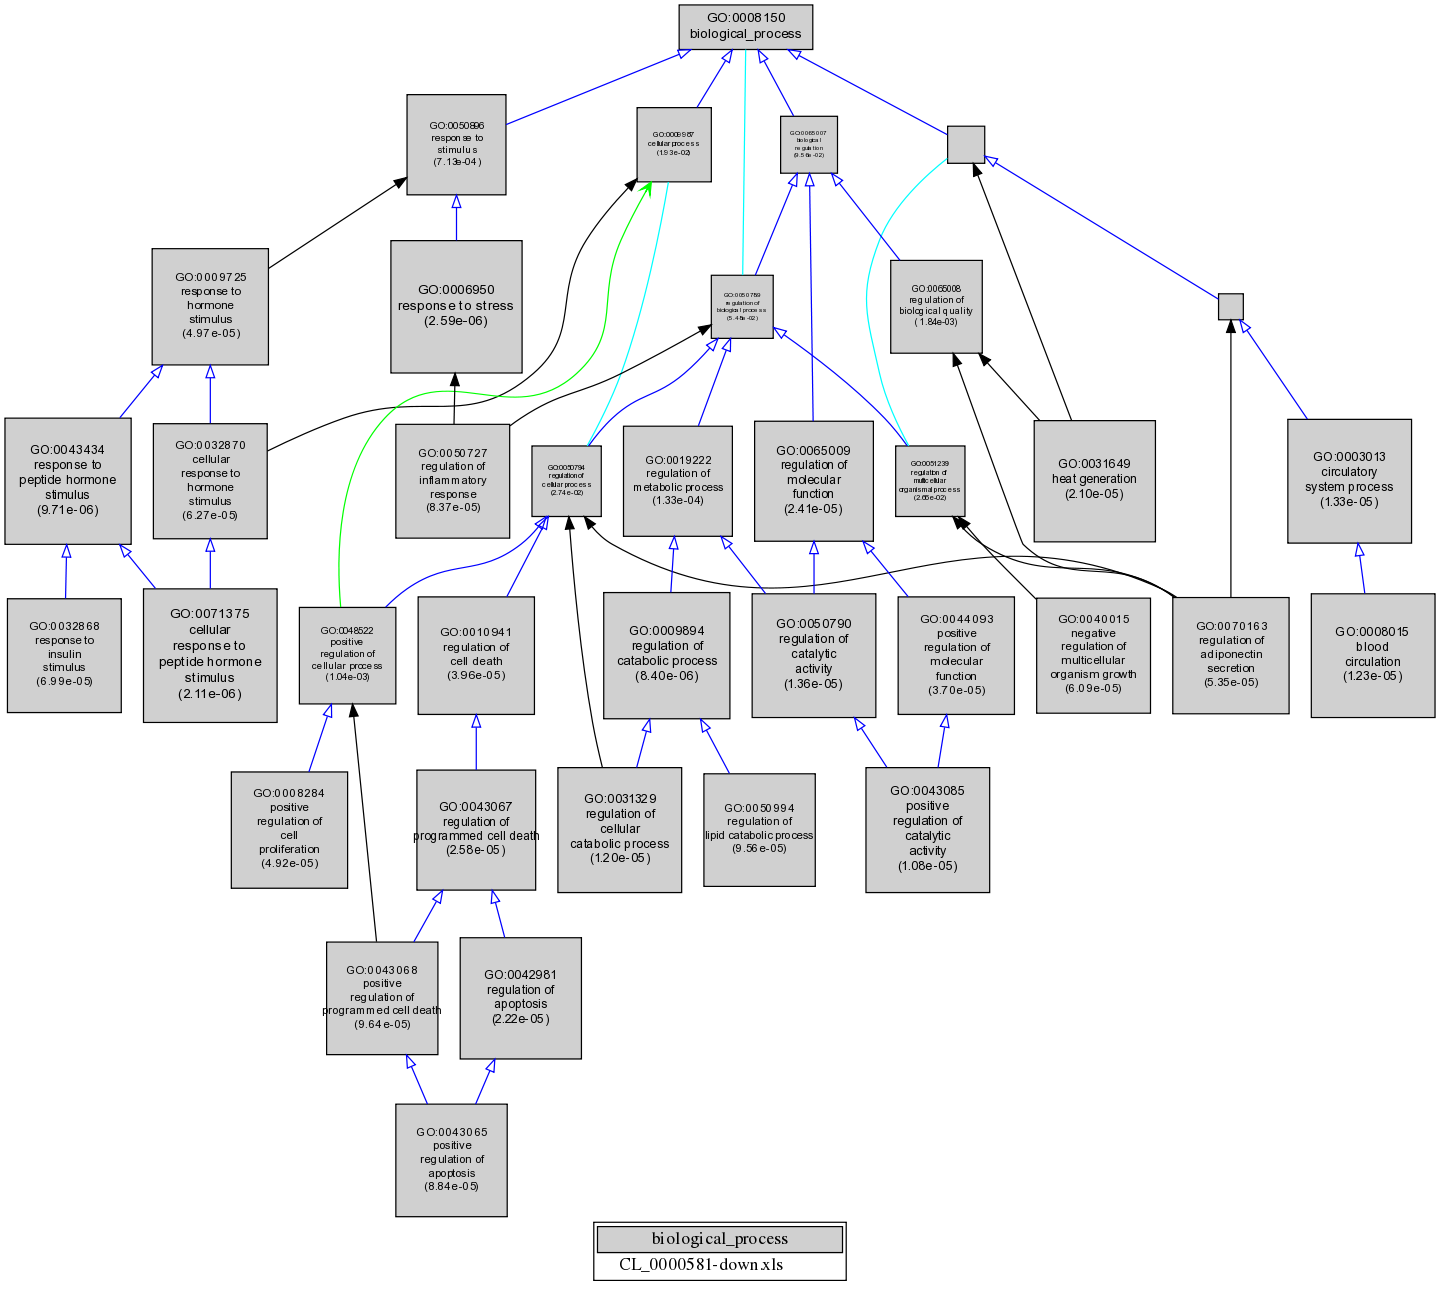 GO:0008150
biological_process
GO:0050896
response to
stimulus
(7.13e-04)
GO:0009987
cellular process
(1.93e-02)
GO:0065007
biological
regulation
(9.56e-02)
GO:0009725
response to
hormone
stimulus
(4.97e-05)
GO:0006950
response to stress
(2.59e-06)
GO:0050789
regulation of
biological process
(5.48e-02)
GO:0065008
regulation of
biological quality
(1.84e-03)
GO:0043434
response to
peptide hormone
stimulus
(9.71e-06)
GO:0032870
cellular
response to
hormone
stimulus
(6.27e-05)
GO:0050727
regulation of
inflammatory
response
(8.37e-05)
GO:0050794
regulation of
cellular process
(2.74e-02)
GO:0019222
regulation of
metabolic process
(1.33e-04)
GO:0065009
regulation of
molecular
function
(2.41e-05)
GO:0051239
regulation of
multicellular
organismal process
(2.65e-02)
GO:0031649
heat generation
(2.10e-05)
GO:0003013
circulatory
system process
(1.33e-05)
GO:0032868
response to
insulin
stimulus
(6.99e-05)
GO:0071375
cellular
response to
peptide hormone
stimulus
(2.11e-06)
GO:0048522
positive
regulation of
cellular process
(1.04e-03)
GO:0010941
regulation of
cell death
(3.96e-05)
GO:0009894
regulation of
catabolic process
(8.40e-06)
GO:0050790
regulation of
catalytic
activity
(1.36e-05)
GO:0044093
positive
regulation of
molecular
function
(3.70e-05)
GO:0040015
negative
regulation of
multicellular
organism growth
(6.09e-05)
GO:0070163
regulation of
adiponectin
secretion
(5.35e-05)
GO:0008015
blood
circulation
(1.23e-05)
GO:0008284
positive
regulation of
cell
proliferation
(4.92e-05)
GO:0043067
regulation of
programmed cell death
(2.58e-05)
GO:0031329
regulation of
cellular
catabolic process
(1.20e-05)
GO:0050994
regulation of
lipid catabolic process
(9.56e-05)
GO:0043085
positive
regulation of
catalytic
activity
(1.08e-05)
GO:0043068
positive
regulation of
programmed cell death
(9.64e-05)
GO:0042981
regulation of
apoptosis
(2.22e-05)
GO:0043065
positive
regulation of
apoptosis
(8.84e-05)
biological_process
CL_0000581-down.xls